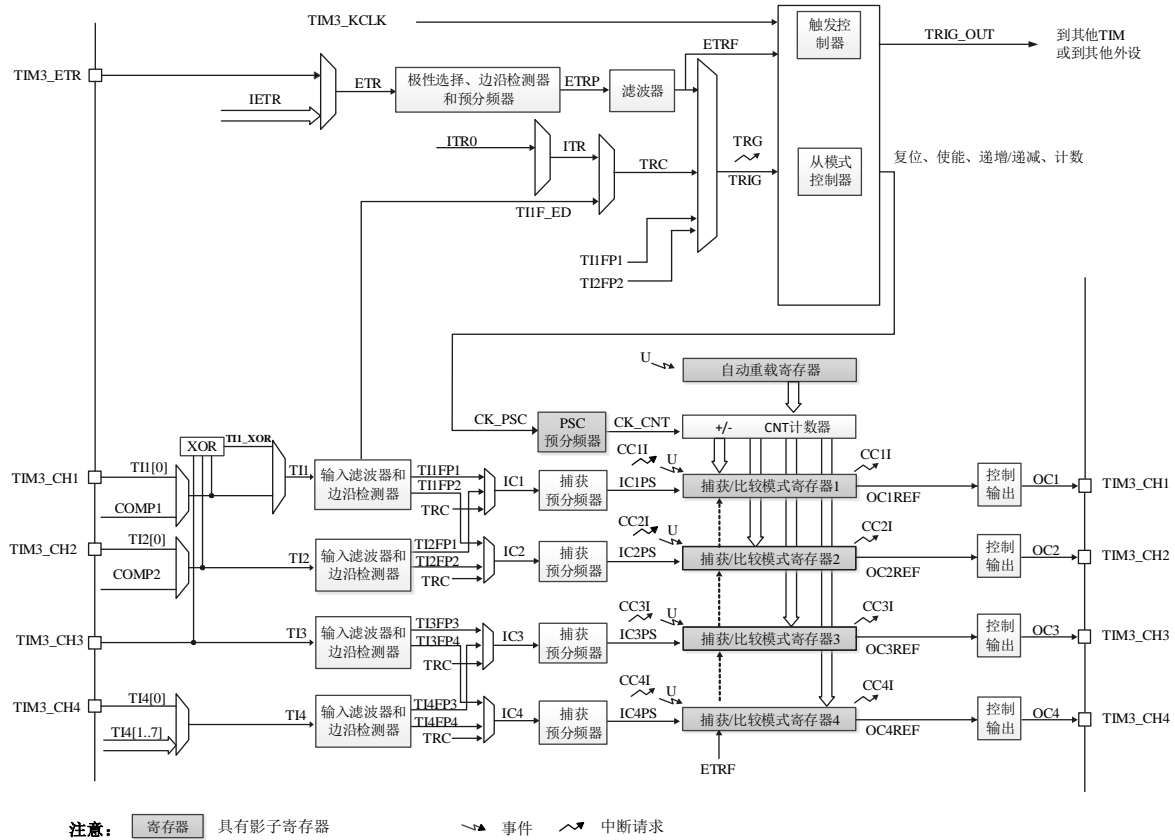 TIM3_KCLK
触发控
制器
TRIG_OUT
到其他TIM
或到其他外设
TIM3_ETR
IETR
ETR
极性选择、边沿检测器
和预分频器
ETRP
滤波器
ETRF
ITR0
ITR
TRC
TI1F_ED
TRG
TRIG
从模式
控制器
复位、使能、递增/递减、计数
TI1FP1
TI2FP2
U
自动重载寄存器
CK_PSC
PSC
预分频器
CK_CNT
+/-
CNT计数器
XOR
TI1_XOR
TIM3_CH1
TI1[0]
COMP1
TI1
输入滤波器和
边沿检测器
TI1FP1
TI1FP2
TRC
IC1
捕获
预分频器
IC1PS
CC1I
U
捕获/比较模式寄存器1
CC1I
OC1REF
控制
输出
OC1
TIM3_CH1
TIM3_CH2
TI2[0]
COMP2
TI2
输入滤波器和
边沿检测器
TI2FP1
TI2FP2
TRC
IC2
捕获
预分频器
IC2PS
CC2I
U
捕获/比较模式寄存器2
CC2I
OC2REF
控制
输出
OC2
TIM3_CH2
TIM3_CH3
TI3
输入滤波器和
边沿检测器
TI3FP3
TI3FP4
TRC
IC3
捕获
预分频器
IC3PS
CC3I
U
捕获/比较模式寄存器3
CC3I
OC3REF
控制
输出
OC3
TIM3_CH3
TIM3_CH4
TI4[0]
TI4[1..7]
TI4
输入滤波器和
边沿检测器
TI4FP3
TI4FP4
TRC
IC4
捕获
预分频器
IC4PS
CC4I
U
捕获/比较模式寄存器4
CC4I
OC4REF
控制
输出
OC4
TIM3_CH4
ETRF
注意：
寄存器
具有影子寄存器
事件
中断请求